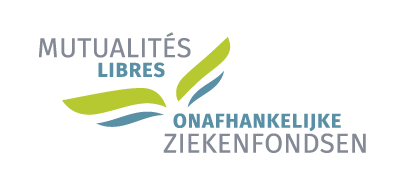 MUTUALITÉS
LIBRES
ONAFHANKELIJKE
ZIEKENFONDSEN